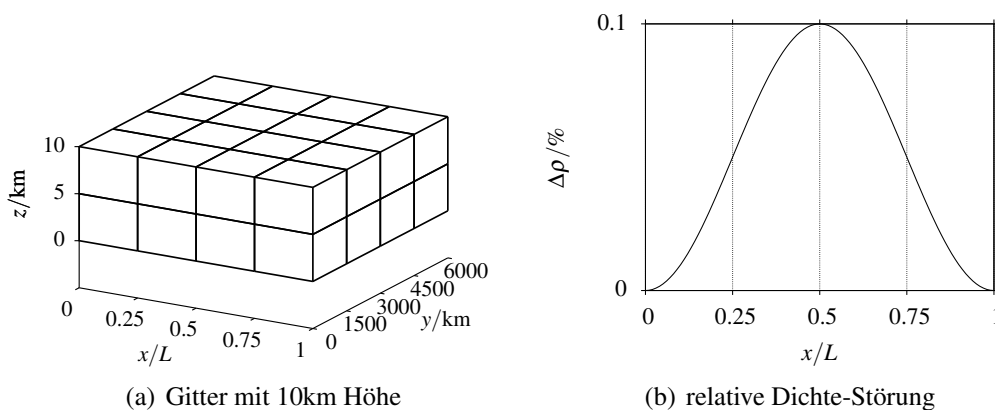 10
5
0
z/km
0
0.25
0.5
0.75
1
x/L
0
1500
3000
4500
6000
y/km
(a) Gitter mit 10km Höhe
0.1
0
Δρ/%
0
0.25
0.5
0.75
1
x/L
(b) relative Dichte-Störung